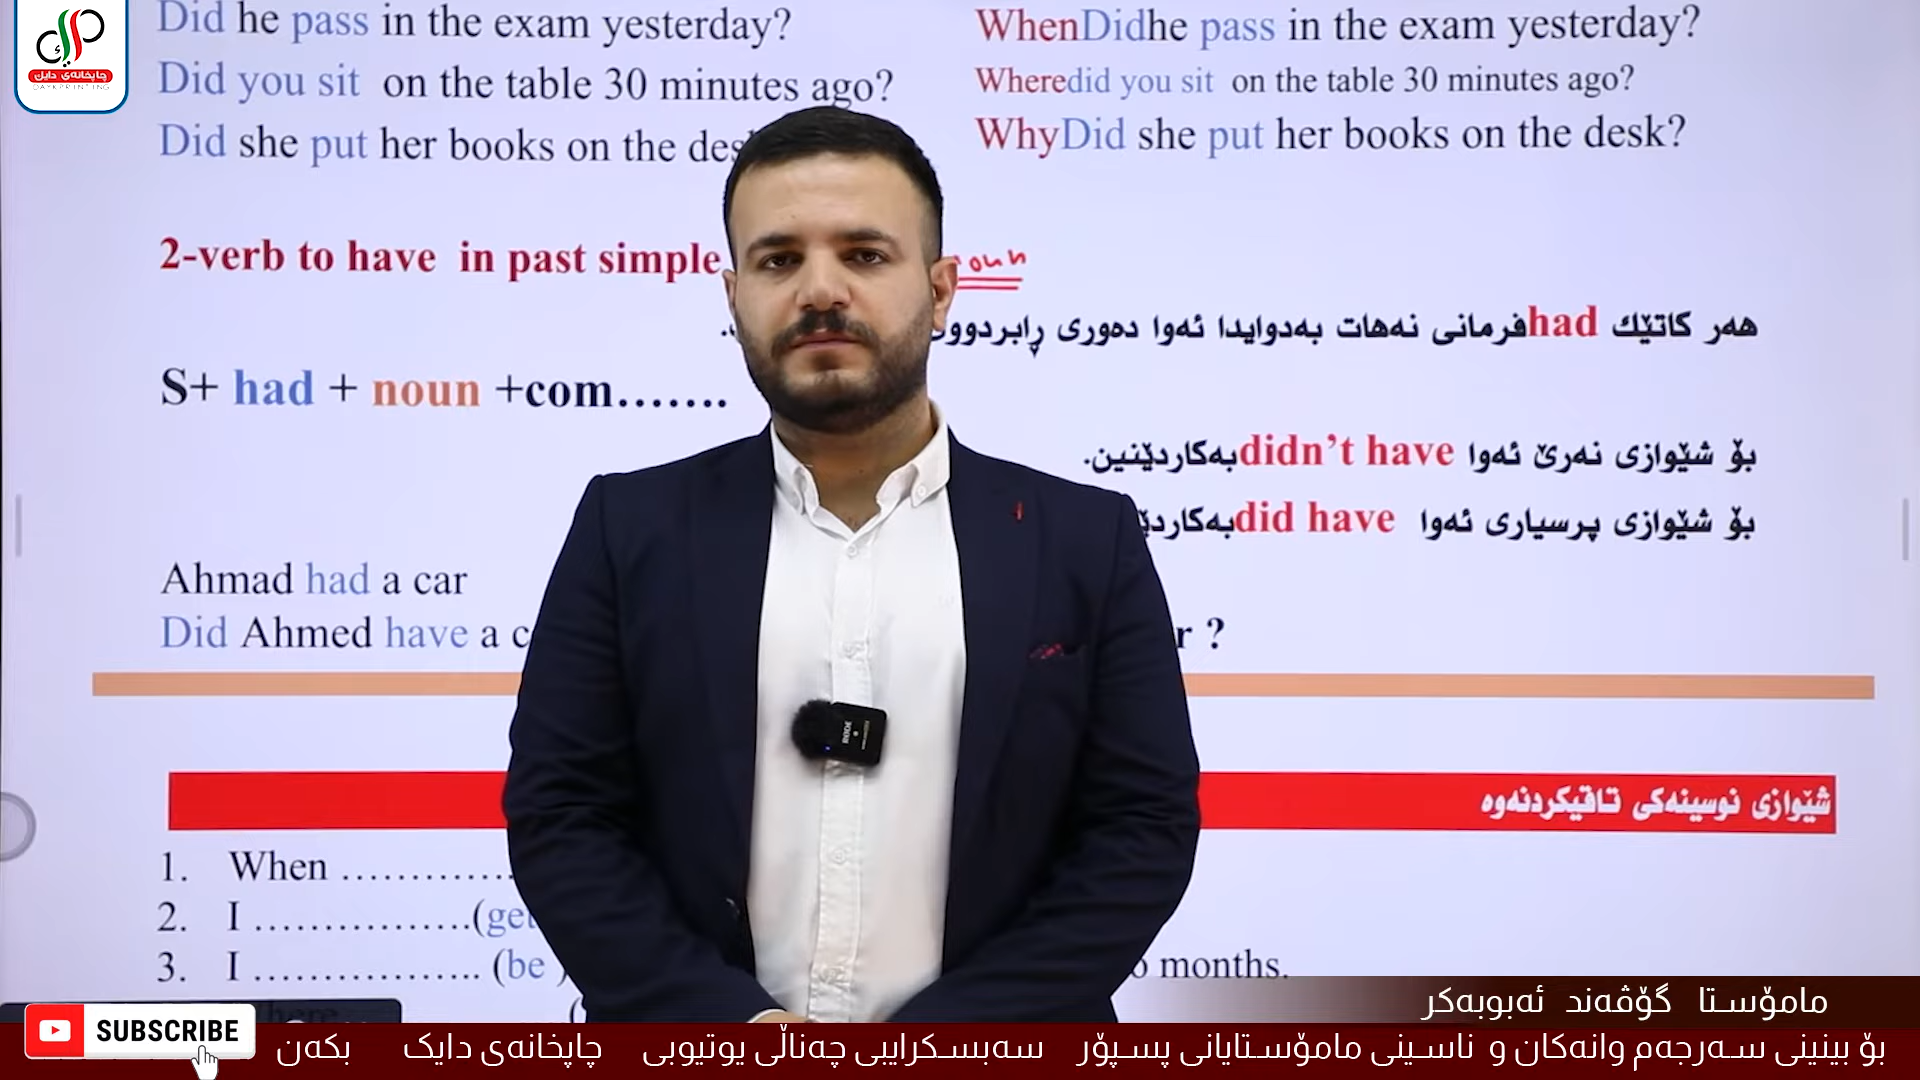 چاپخانەی دایک
DAYK PRINTING
Did he pass in the exam yesterday?
WhenDidhe pass in the exam yesterday?
Did you sit on the table 30 minutes ago?
Wheredid you sit on the table 30 minutes ago?
Did she put her books on the
WhyDid she put her books on the desk?
2-verb to have in past simple
noun
هەر کاتێك hadفرمانی نەهات بەدوایدا ئەوا دەوری
S+ had + noun +com…….
بۆ شێوازی نەرێ ئەوا didn’t haveبەکاردێنین.
بۆ شێوازی پرسیاری ئەوا did have
Ahmad had a car
Did Ahmed have a
?
شێوازی نوسینەکی تاقیکردنەوە
1. When …………
2. I …………….(get
3. I …………….. (be )
months.
مامۆستا گۆڤەند ئەبوبەکر
SUBSCRIBE
بۆ بینینی سەرجەم وانەکان و ناسینی مامۆستایانی پسپۆر سەبسکرایبی چەناڵی یوتیوبی چاپخانەی دایک بکەن